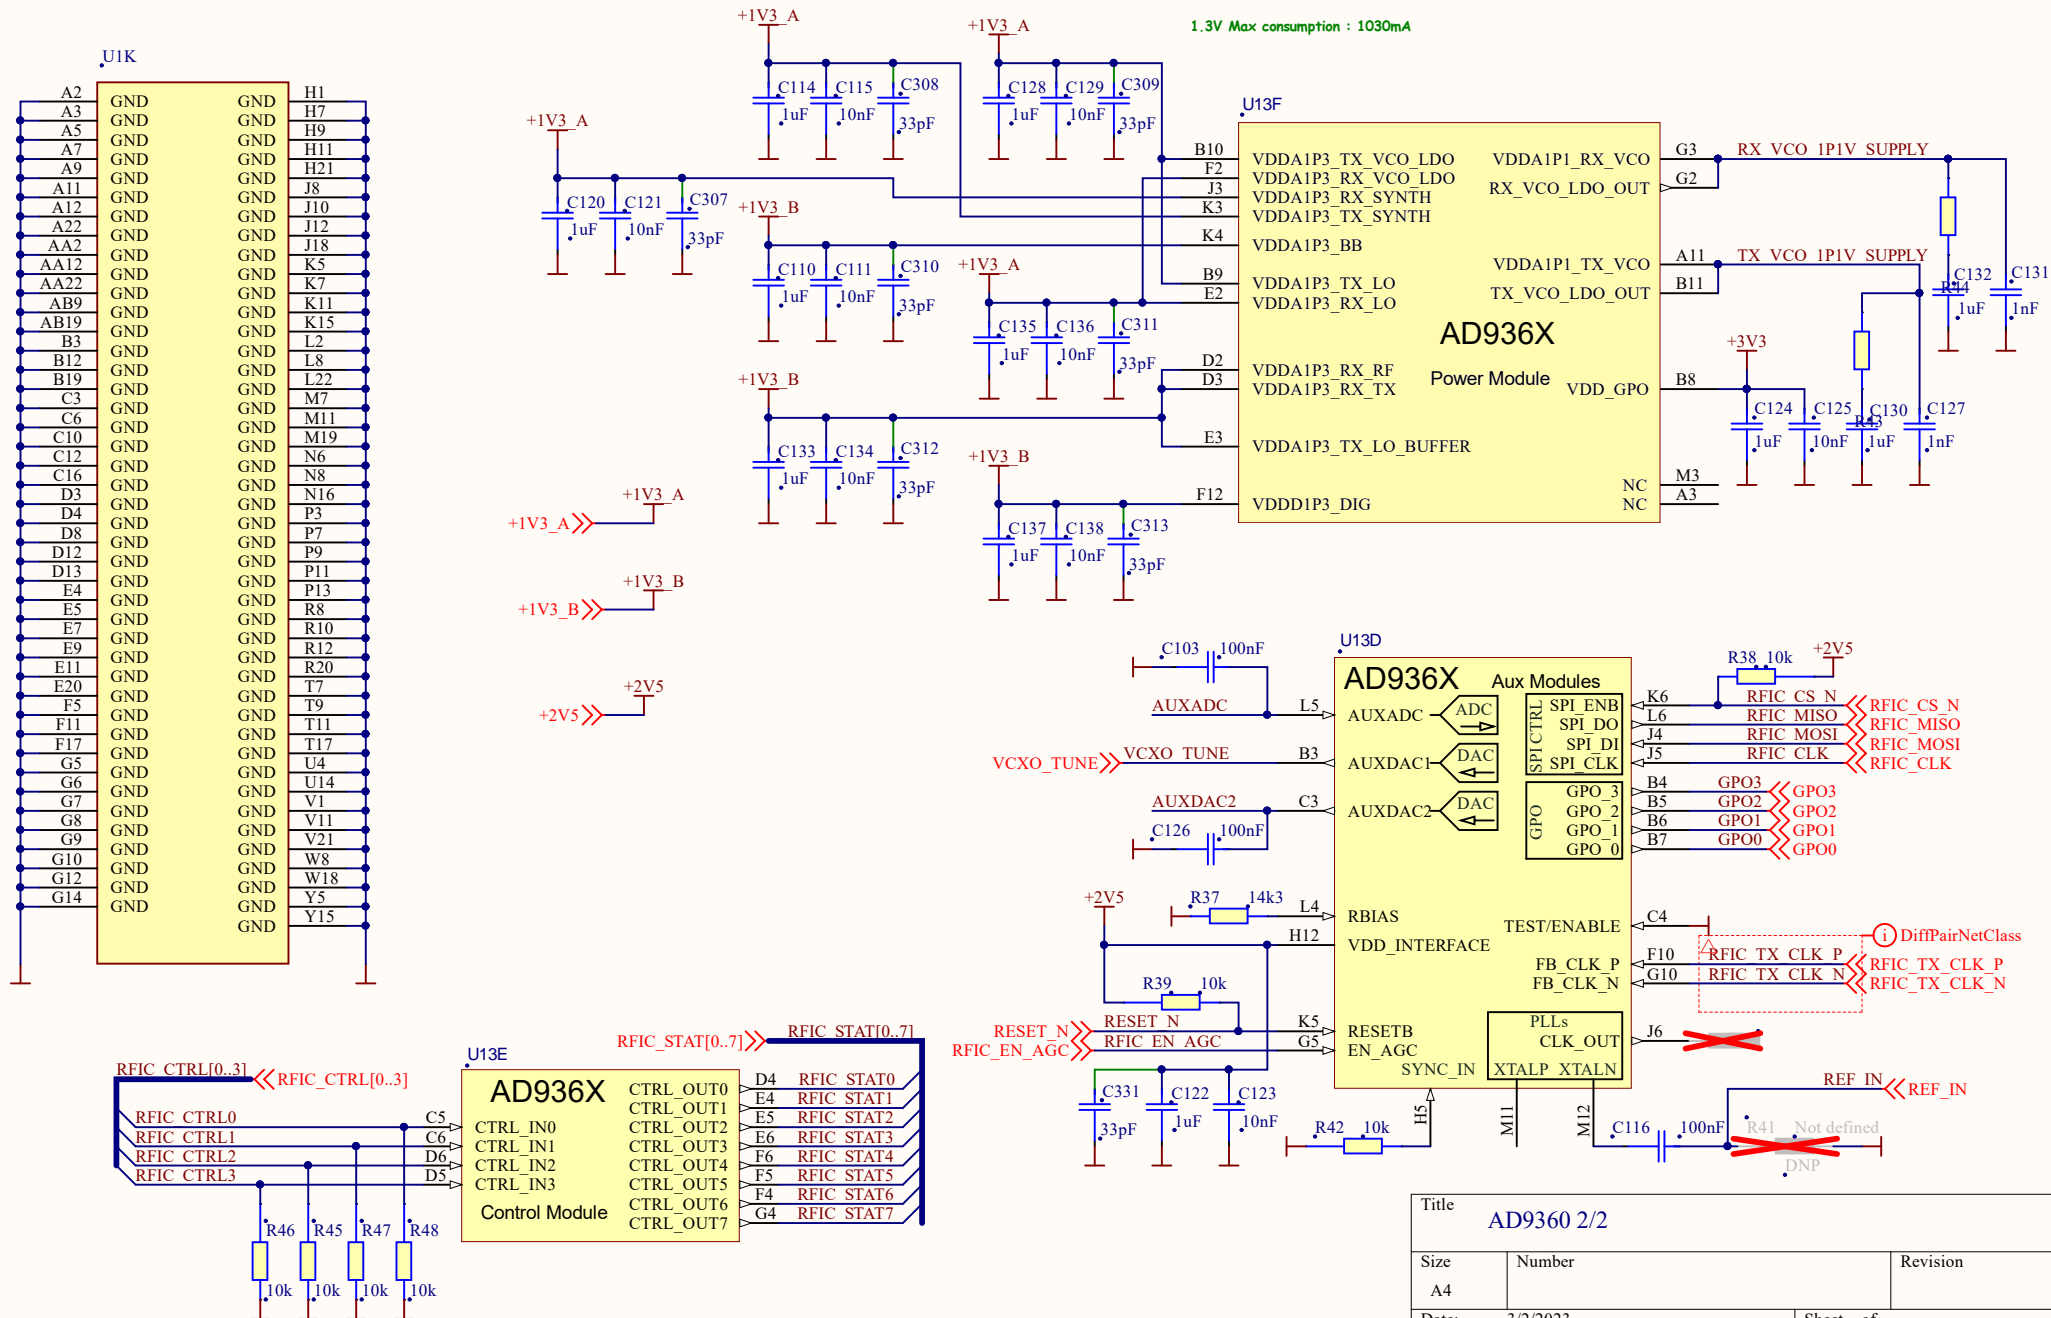 1.3V Max consumption : 1030mA
U1K
A2 GND GND H1
A3 GND GND H7
A5 GND GND H9
A7 GND GND H11
A9 GND GND H21
A11 GND GND J8
A12 GND GND J10
A22 GND GND J12
AA2 GND GND J18
AA12 GND GND K5
AA22 GND GND K7
AB9 GND GND K11
AB19 GND GND K15
B3 GND GND L2
B12 GND GND L8
B19 GND GND L22
C3 GND GND M7
C6 GND GND M11
C10 GND GND M19
C12 GND GND N6
C16 GND GND N8
D3 GND GND N16
D4 GND GND P3
D8 GND GND P7
D12 GND GND P9
D13 GND GND P11
E4 GND GND P13
E5 GND GND R8
E7 GND GND R10
E9 GND GND R12
E11 GND GND R20
E20 GND GND T7
F5 GND GND T9
F11 GND GND T11
F17 GND GND T17
G5 GND GND U4
G6 GND GND U14
G7 GND GND V1
G8 GND GND V11
G9 GND GND V21
G10 GND GND W8
G12 GND GND W18
G14 GND GND Y5
GND Y15
+1V3_A
C114 C115 C308
1uF 10nF 33pF
+1V3_A
C128 C129 C309
1uF 10nF 33pF
+1V3_A
C120 C121 C307
1uF 10nF 33pF
+1V3_B
C110 C111 C310
1uF 10nF 33pF
+1V3_A
C135 C136 C311
1uF 10nF 33pF
+1V3_B
C133 C134 C312
1uF 10nF 33pF
+1V3_B
C137 C138 C313
1uF 10nF 33pF
+1V3_A +1V3_A
+1V3_B +1V3_B
+2V5 +2V5
U13F
B10 VDDA1P3_TX_VCO_LDO
F2 VDDA1P3_RX_VCO_LDO
J3 VDDA1P3_RX_SYNTH
K3 VDDA1P3_TX_SYNTH
K4 VDDA1P3_BB
B9 VDDA1P3_TX_LO
E2 VDDA1P3_RX_LO
D2 VDDA1P3_RX_RF
D3 VDDA1P3_RX_TX
E3 VDDA1P3_TX_LO_BUFFER
F12 VDDD1P3_DIG
AD936X
Power Module
VDDA1P1_RX_VCO G3 RX_VCO_1P1V_SUPPLY
RX_VCO_LDO_OUT G2
VDDA1P1_TX_VCO A11 TX_VCO_1P1V_SUPPLY
TX_VCO_LDO_OUT B11
VDD_GPO B8
NC M3
NC A3
C132 C131
R44
1uF 1nF
+3V3
C124 C125 C130 C127
R43
1uF 10nF 1uF 1nF
U13D
AD936X Aux Modules
C103 100nF
AUXADC L5 AUXADC ADC
VCXO_TUNE VCXO_TUNE B3 AUXDAC1 DAC
AUXDAC2 C3 AUXDAC2 DAC
C126 100nF
R37 14k3 L4 RBIAS
+2V5
H12 VDD_INTERFACE
R39 10k
RESET_N RESET_N K5 RESETB
RFIC_EN_AGC RFIC_EN_AGC G5 EN_AGC
C331 C122 C123
33pF 1uF 10nF
SYNC_IN H5
R42 10k
R38 10k +2V5
SPI CTRL
SPI_ENB K6 RFIC_CS_N RFIC_CS_N
SPI_DO L6 RFIC_MISO RFIC_MISO
SPI_DI J4 RFIC_MOSI RFIC_MOSI
SPI_CLK J5 RFIC_CLK RFIC_CLK
GPO
GPO_3 B4 GPO3 GPO3
GPO_2 B5 GPO2 GPO2
GPO_1 B6 GPO1 GPO1
GPO_0 B7 GPO0 GPO0
TEST/ENABLE C4
i DiffPairNetClass
FB_CLK_P F10 RFIC_TX_CLK_P RFIC_TX_CLK_P
FB_CLK_N G10 RFIC_TX_CLK_N RFIC_TX_CLK_N
PLLs
CLK_OUT J6
XTALP XTALN
M11 M12
REF_IN REF_IN
C116 100nF R41 Not defined
DNP
RFIC_STAT[0..7] RFIC_STAT[0..7]
RFIC_CTRL[0..3] RFIC_CTRL[0..3]
U13E
AD936X
Control Module
RFIC_CTRL0 C5 CTRL_IN0
RFIC_CTRL1 C6 CTRL_IN1
RFIC_CTRL2 D6 CTRL_IN2
RFIC_CTRL3 D5 CTRL_IN3
CTRL_OUT0 D4 RFIC_STAT0
CTRL_OUT1 E4 RFIC_STAT1
CTRL_OUT2 E5 RFIC_STAT2
CTRL_OUT3 E6 RFIC_STAT3
CTRL_OUT4 F6 RFIC_STAT4
CTRL_OUT5 F5 RFIC_STAT5
CTRL_OUT6 F4 RFIC_STAT6
CTRL_OUT7 G4 RFIC_STAT7
R46 R45 R47 R48
10k 10k 10k 10k
Title
AD9360 2/2
Size Number Revision
A4
Date: 3/2/2023 Sheet of